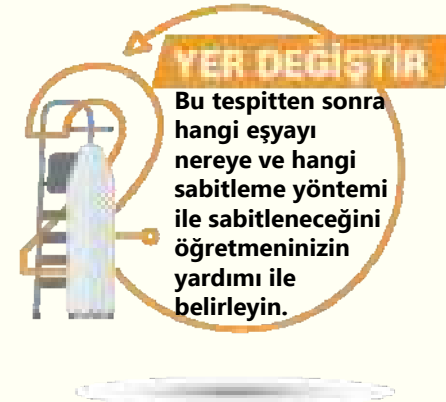 YER DEĞİŞTİR
Bu tespitten sonra
hangi eşyayı
nereye ve hangi
sabitleme yöntemi
ile sabitleneceğini
öğretmeninizin
yardımı ile
belirleyin.
2